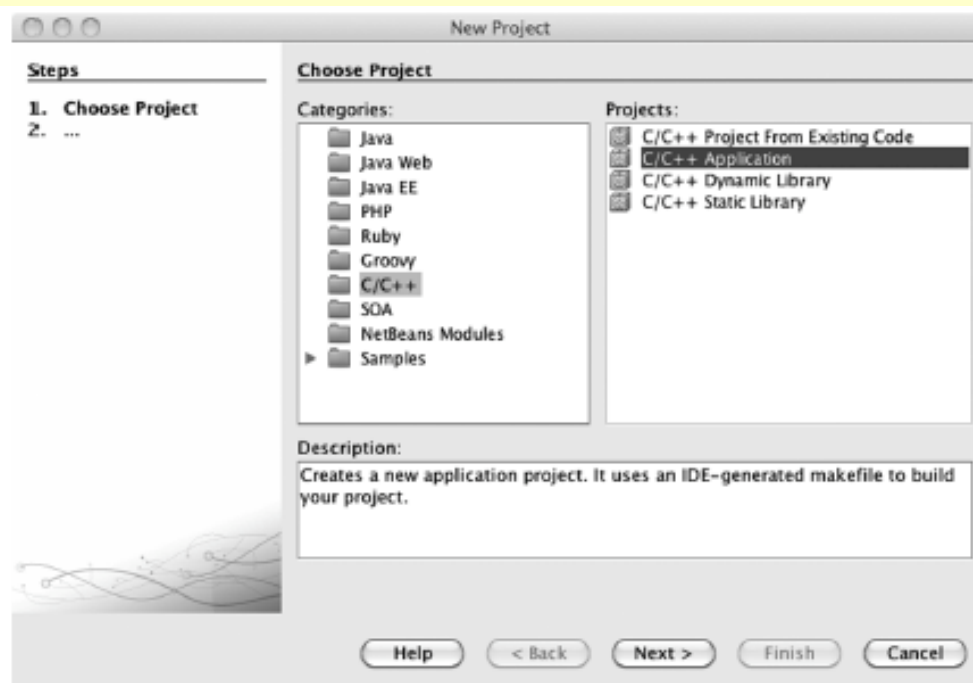 New Project
Steps
1. Choose Project
2. ...
Choose Project
Categories:
Java
Java Web
Java EE
PHP
Ruby
Groovy
C/C++
SOA
NetBeans Modules
Samples
Projects:
C/C++ Project From Existing Code
C/C++ Application
C/C++ Dynamic Library
C/C++ Static Library
Description:
Creates a new application project. It uses an IDE-generated makefile to build
your project.
Help
< Back
Next >
Finish
Cancel